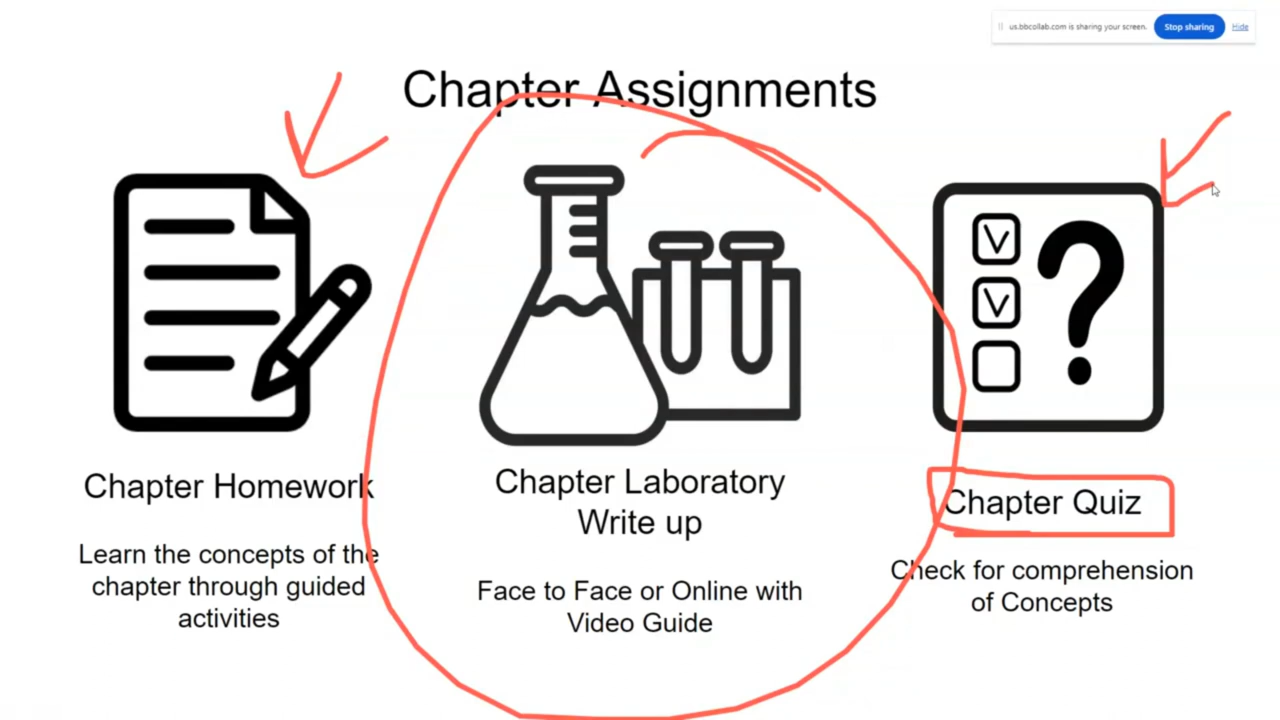 us.bbcollab.com is sharing your screen. Stop sharing Hide
Chapter Assignments
Chapter Homework
Learn the concepts of the
chapter through guided
activities
Chapter Laboratory
Write up
Face to Face or Online with
Video Guide
Chapter Quiz
Check for comprehension
of Concepts